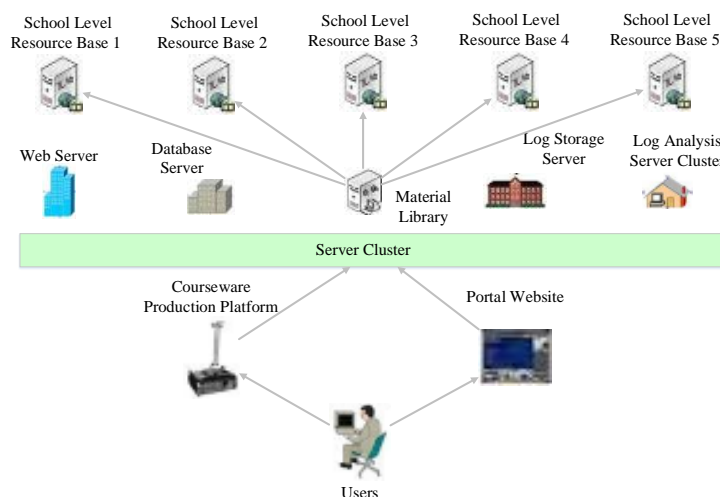 School Level
Resource Base 1
School Level
Resource Base 2
School Level
Resource Base 3
School Level
Resource Base 4
School Level
Resource Base 5
Web Server
Database
Server
Material
Library
Log Storage
Server
Log Analysis
Server Cluster
Server Cluster
Courseware
Production Platform
Portal Website
Users